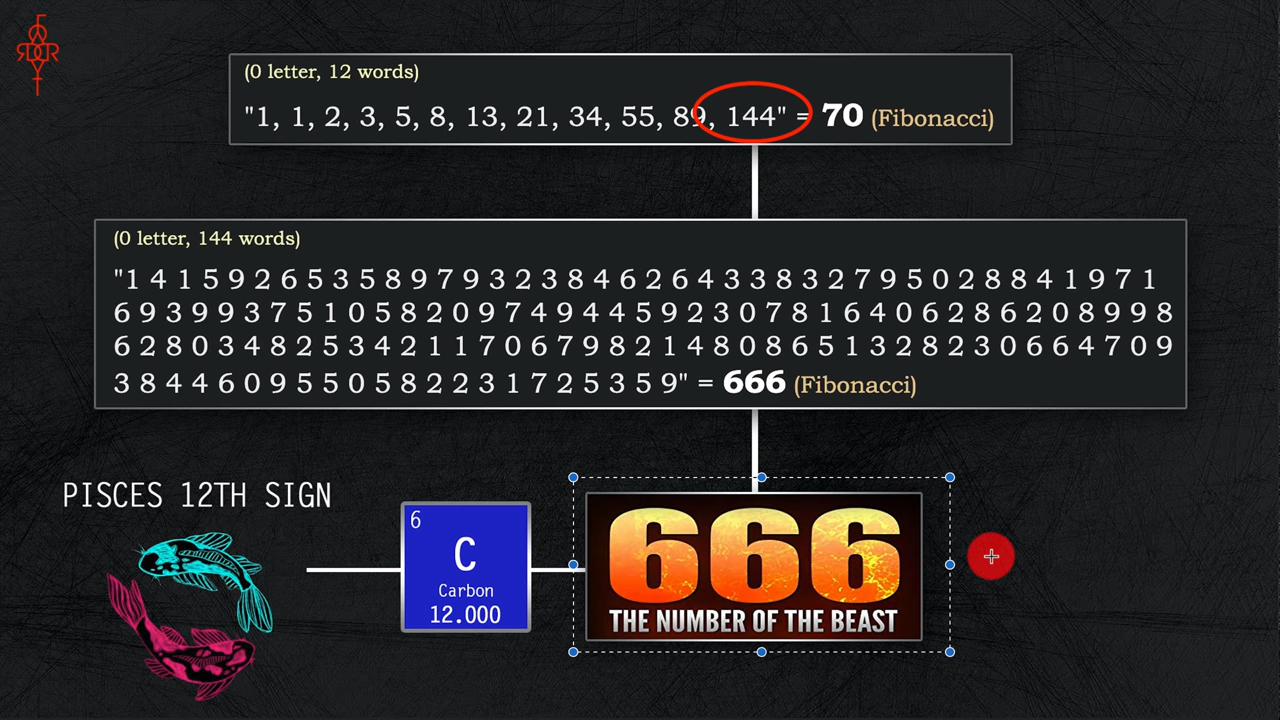 (0 letter, 12 words)
"1, 1, 2, 3, 5, 8, 13, 21, 34, 55, 89, 144" = 70 (Fibonacci)
(0 letter, 144 words)
"1 4 1 5 9 2 6 5 3 5 8 9 7 9 3 2 3 8 4 6 2 6 4 3 3 8 3 2 7 9 5 0 2 8 8 4 1 9 7 1
6 9 3 9 9 3 7 5 1 0 5 8 2 0 9 7 4 9 4 4 5 9 2 3 0 7 8 1 6 4 0 6 2 8 6 2 0 8 9 9 8
6 2 8 0 3 4 8 2 5 3 4 2 1 1 7 0 6 7 9 8 2 1 4 8 0 8 6 5 1 3 2 8 2 3 0 6 6 4 7 0 9
3 8 4 4 6 0 9 5 5 0 5 8 2 2 3 1 7 2 5 3 5 9" = 666 (Fibonacci)
PISCES 12TH SIGN
6
C
Carbon
12.000
666
THE NUMBER OF THE BEAST